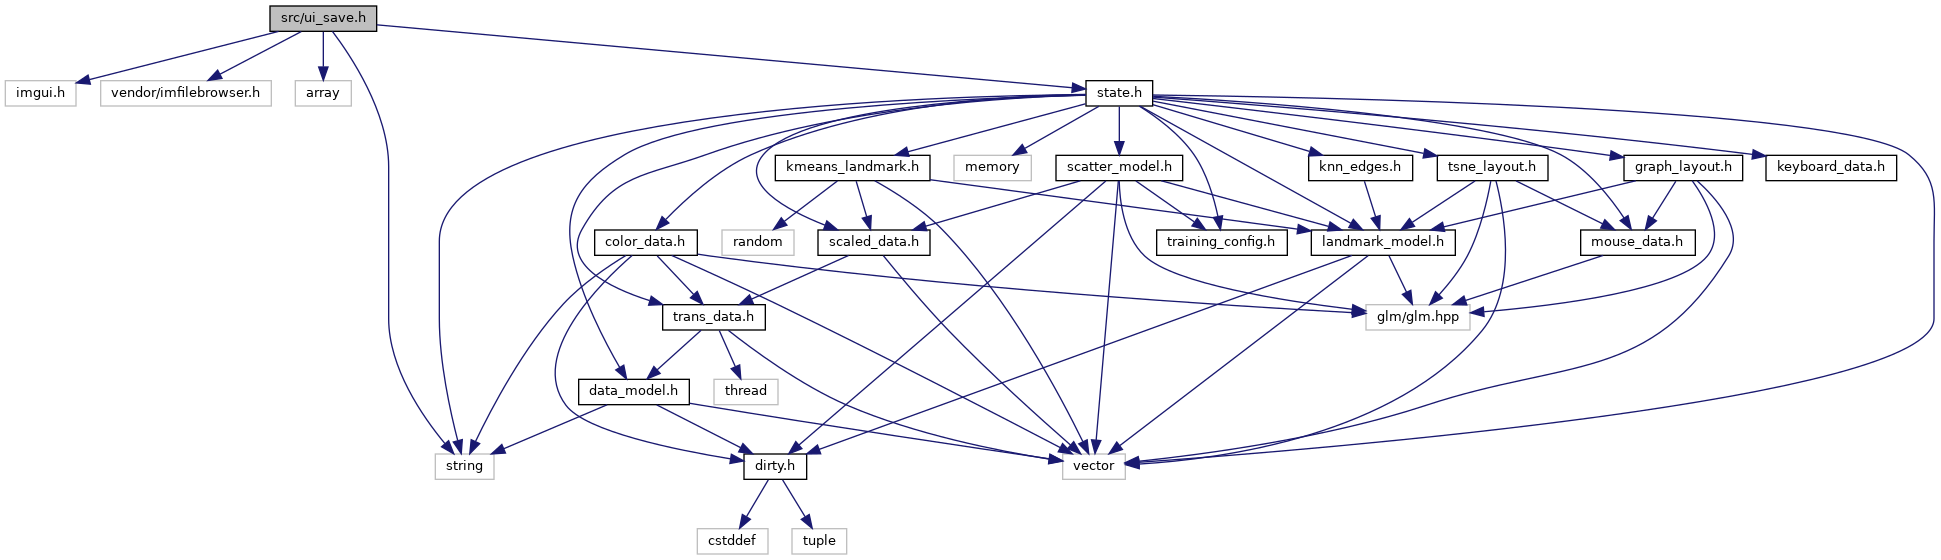 src/ui_save.h
imgui.h
vendor/imfilebrowser.h
array
state.h
kmeans_landmark.h
memory
scatter_model.h
knn_edges.h
tsne_layout.h
graph_layout.h
keyboard_data.h
color_data.h
random
scaled_data.h
training_config.h
landmark_model.h
mouse_data.h
trans_data.h
glm/glm.hpp
data_model.h
thread
string
dirty.h
vector
cstddef
tuple